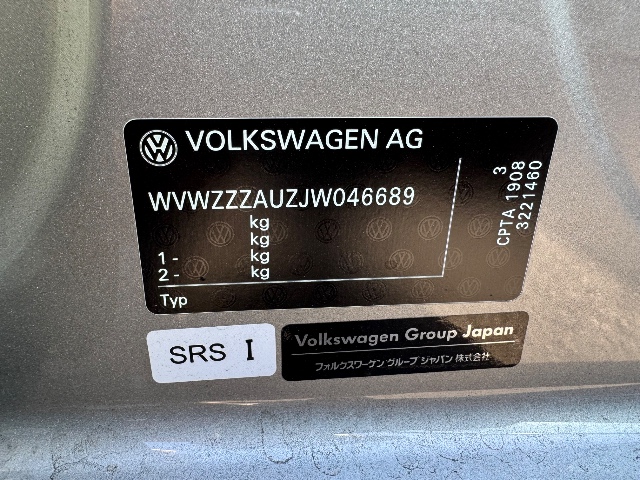 VOLKSWAGEN AG
WVWZZZAUZJW046689
kg
kg
1 - kg
2 - kg
Typ
3
CPTA 1908
3221460
SRS I
Volkswagen Group Japan
フォルクスワーゲン グループ ジャパン 株式会社